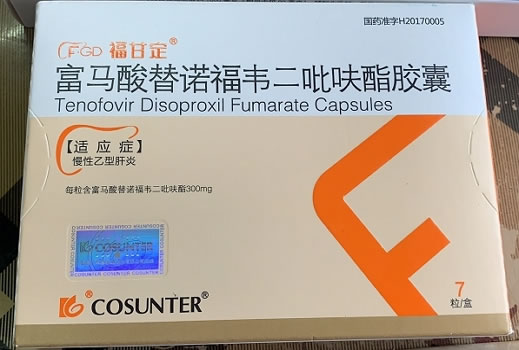 国药准字H20170005
FGD 福甘定®
富马酸替诺福韦二吡呋酯胶囊
Tenofovir Disoproxil Fumarate Capsules
【适应症】
慢性乙型肝炎
每粒含富马酸替诺福韦二吡呋酯300mg
COSUNTER
®COSUNTER®
7
粒/盒